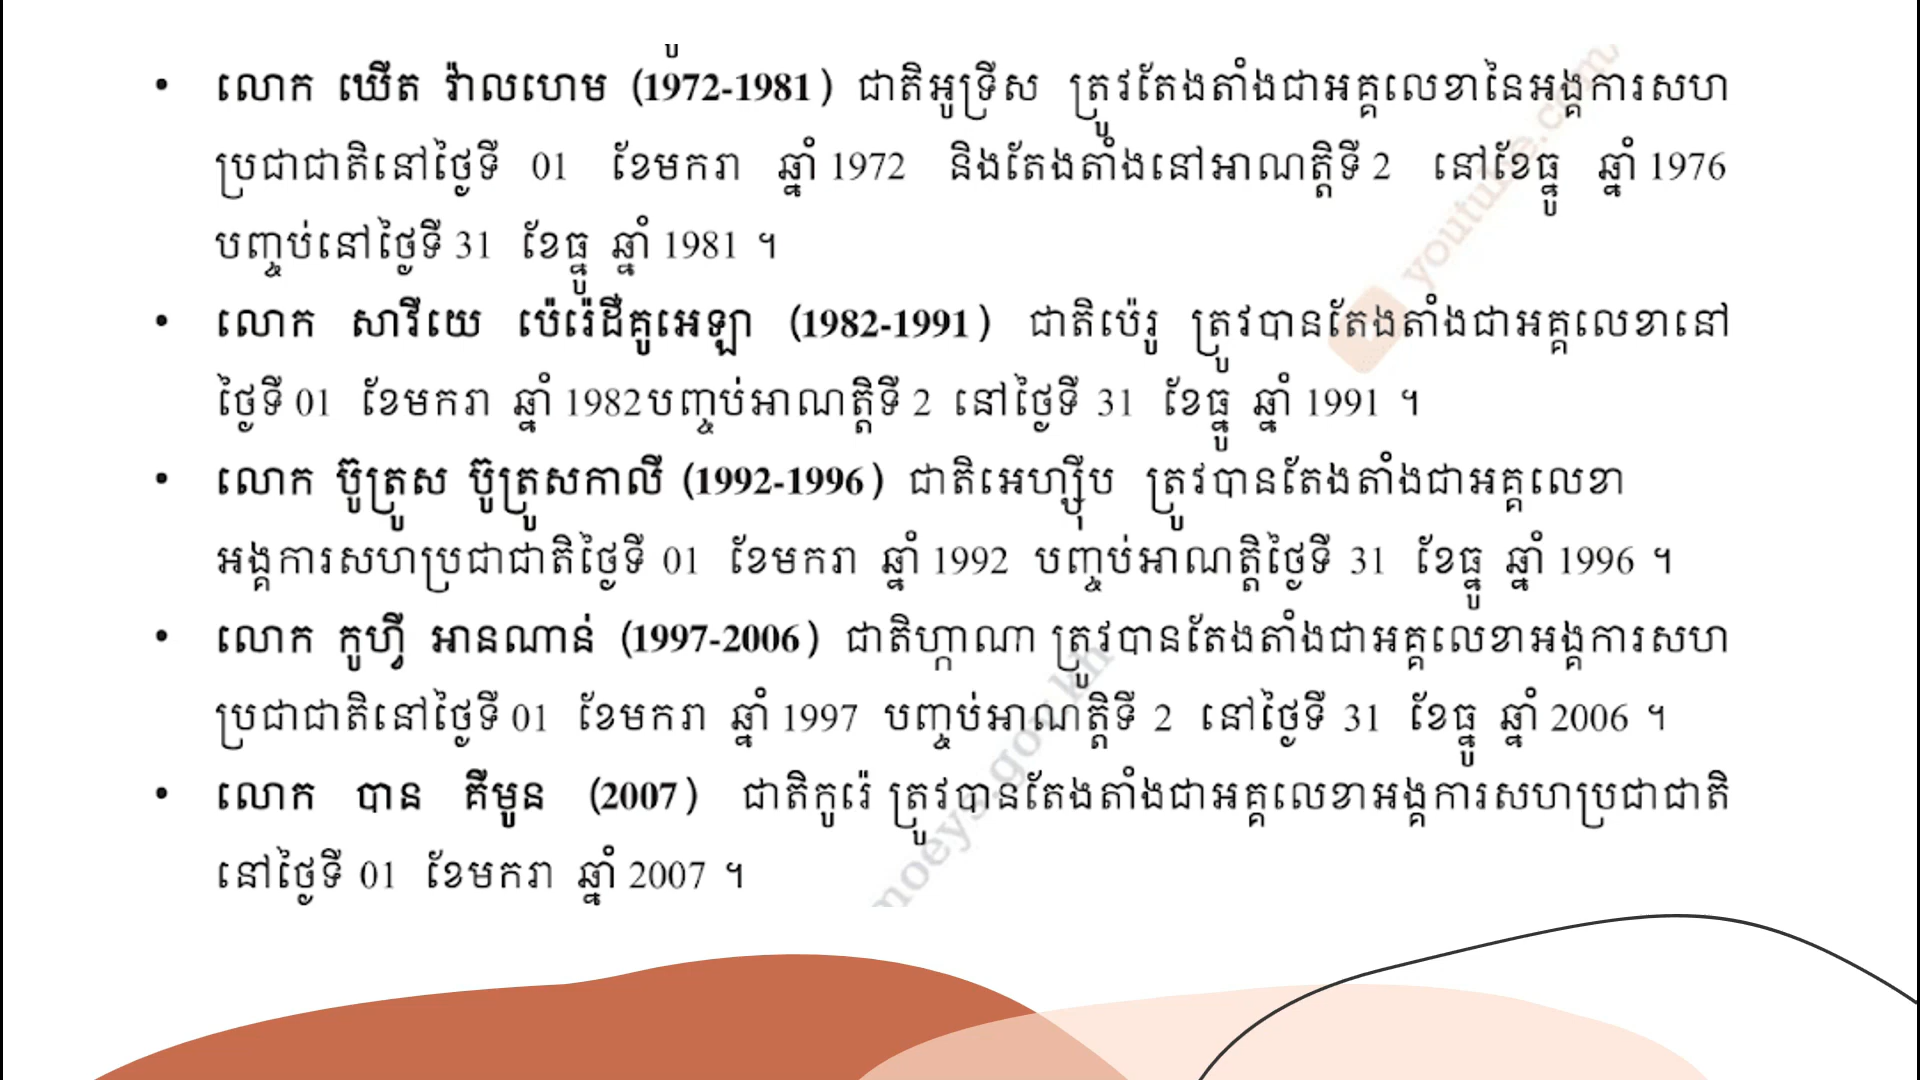 • លោក ឃើត វ៉ាលហេម (1972-1981) ជាតិអូទ្រីស ត្រូវតែងតាំងជាអគ្គលេខានៃអង្គការសហ
ប្រជាជាតិនៅថ្ងៃទី 01 ខែមករា ឆ្នាំ 1972 និងតែងតាំងនៅអាណត្តិទី 2 នៅខែធ្នូ ឆ្នាំ 1976
បញ្ចប់នៅថ្ងៃទី 31 ខែធ្នូ ឆ្នាំ 1981 ។
• លោក សាវីយេ ប៉េរ៉េដឺគូអេឡា (1982-1991) ជាតិប៉េរូ ត្រូវបានតែងតាំងជាអគ្គលេខានៅ
ថ្ងៃទី 01 ខែមករា ឆ្នាំ 1982បញ្ចប់អាណត្តិទី 2 នៅថ្ងៃទី 31 ខែធ្នូ ឆ្នាំ 1991 ។
• លោក ប៊ូត្រូស ប៊ូត្រូសកាលី (1992-1996) ជាតិអេហ្ស៊ីប ត្រូវបានតែងតាំងជាអគ្គលេខា
អង្គការសហប្រជាជាតិថ្ងៃទី 01 ខែមករា ឆ្នាំ 1992 បញ្ចប់អាណត្តិថ្ងៃទី 31 ខែធ្នូ ឆ្នាំ 1996 ។
• លោក កូហ្វី អានណាន់ (1997-2006) ជាតិហ្កាណា ត្រូវបានតែងតាំងជាអគ្គលេខាអង្គការសហ
ប្រជាជាតិនៅថ្ងៃទី 01 ខែមករា ឆ្នាំ 1997 បញ្ចប់អាណត្តិទី 2 នៅថ្ងៃទី 31 ខែធ្នូ ឆ្នាំ 2006 ។
• លោក បាន គីមូន (2007) ជាតិកូរ៉េ ត្រូវបានតែងតាំងជាអគ្គលេខាអង្គការសហប្រជាជាតិ
នៅថ្ងៃទី 01 ខែមករា ឆ្នាំ 2007 ។
moeys.gov.kh